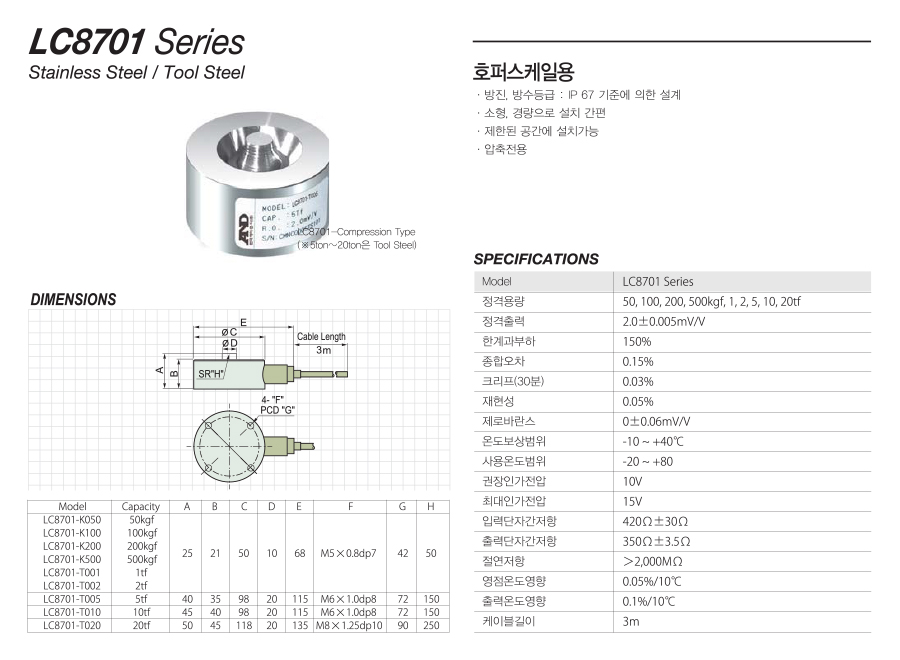 LC8701 Series
Stainless Steel / Tool Steel
MODEL: LC8701-T005
CAP. : 5Tf
R.O. : 2.0mV/V
S/N:
AND
LC8701-Compression Type
(※5ton~20ton은 Tool Steel)
호퍼스케일용
· 방진, 방수등급 : IP 67 기준에 의한 설계
· 소형, 경량으로 설치 간편
· 제한된 공간에 설치가능
· 압축전용
DIMENSIONS
E
ØC
ØD
Cable Length
3m
A
B
SR"H"
4- "F"
PCD "G"
Model Capacity A B C D E F G H
LC8701-K050 50kgf
LC8701-K100 100kgf
LC8701-K200 200kgf
LC8701-K500 500kgf
LC8701-T001 1tf
LC8701-T002 2tf
25 21 50 10 68 M5×0.8dp7 42 50
LC8701-T005 5tf 40 35 98 20 115 M6×1.0dp8 72 150
LC8701-T010 10tf 45 40 98 20 115 M6×1.0dp8 72 150
LC8701-T020 20tf 50 45 118 20 135 M8×1.25dp10 90 250
SPECIFICATIONS
Model LC8701 Series
정격용량 50, 100, 200, 500kgf, 1, 2, 5, 10, 20tf
정격출력 2.0±0.005mV/V
한계과부하 150%
종합오차 0.15%
크리프(30분) 0.03%
재현성 0.05%
제로바란스 0±0.06mV/V
온도보상범위 -10 ~ +40℃
사용온도범위 -20 ~ +80
권장인가전압 10V
최대인가전압 15V
입력단자간저항 420Ω±30Ω
출력단자간저항 350Ω±3.5Ω
절연저항 >2,000MΩ
영점온도영향 0.05%/10℃
출력온도영향 0.1%/10℃
케이블길이 3m